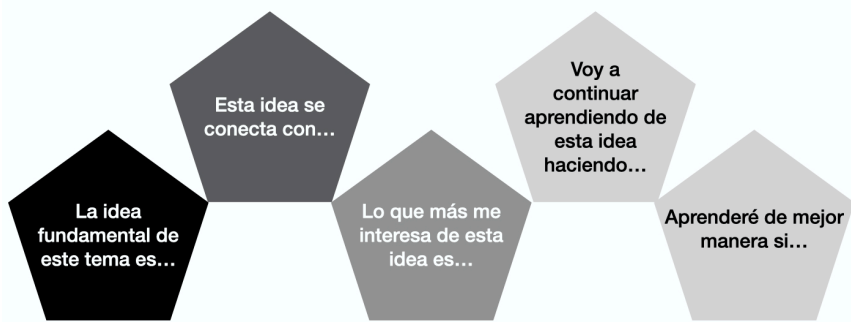 La idea
fundamental de
este tema es…
Esta idea se
conecta con…
Lo que más me
interesa de esta
idea es…
Voy a
continuar
aprendiendo de
esta idea
haciendo…
Aprenderé de mejor
manera si…